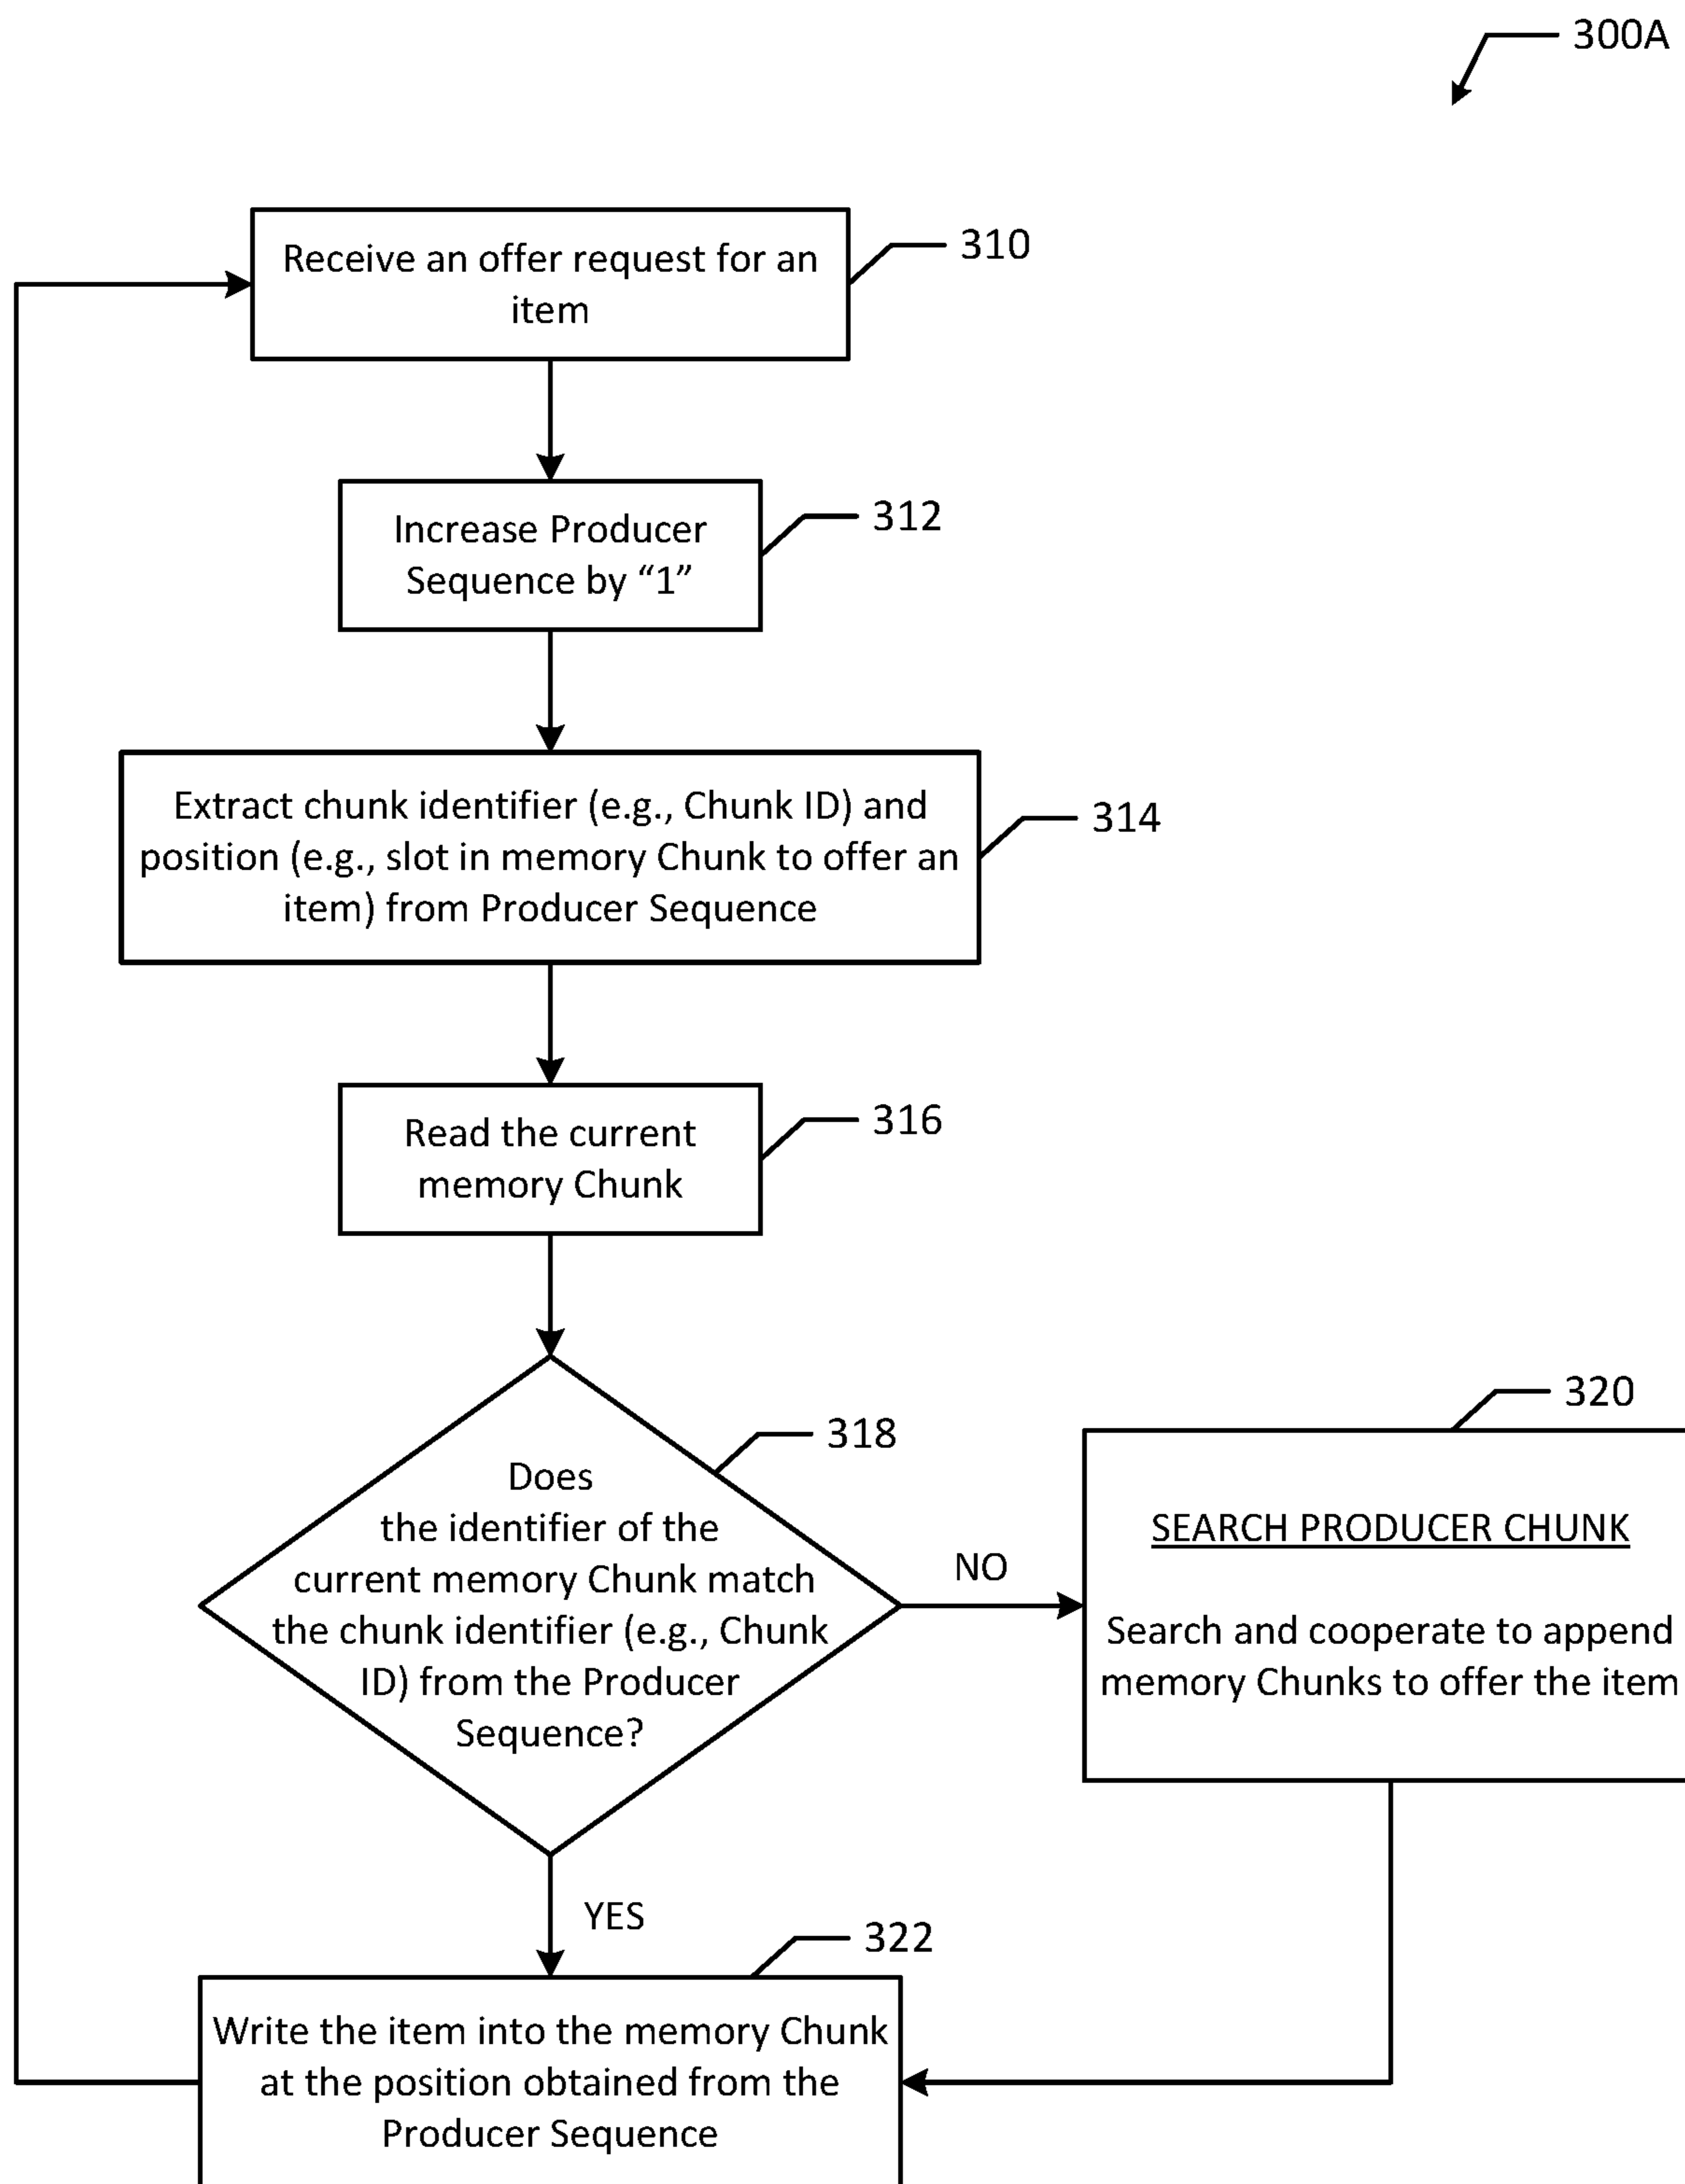 300A
Receive an offer request for an
item
310
Increase Producer
Sequence by “1”
312
Extract chunk identifier (e.g., Chunk ID) and
position (e.g., slot in memory Chunk to offer an
item) from Producer Sequence
314
Read the current
memory Chunk
316
Does
the identifier of the
current memory Chunk match
the chunk identifier (e.g., Chunk
ID) from the Producer
Sequence?
318
NO
320
SEARCH PRODUCER CHUNK
Search and cooperate to append
memory Chunks to offer the item
YES
322
Write the item into the memory Chunk
at the position obtained from the
Producer Sequence